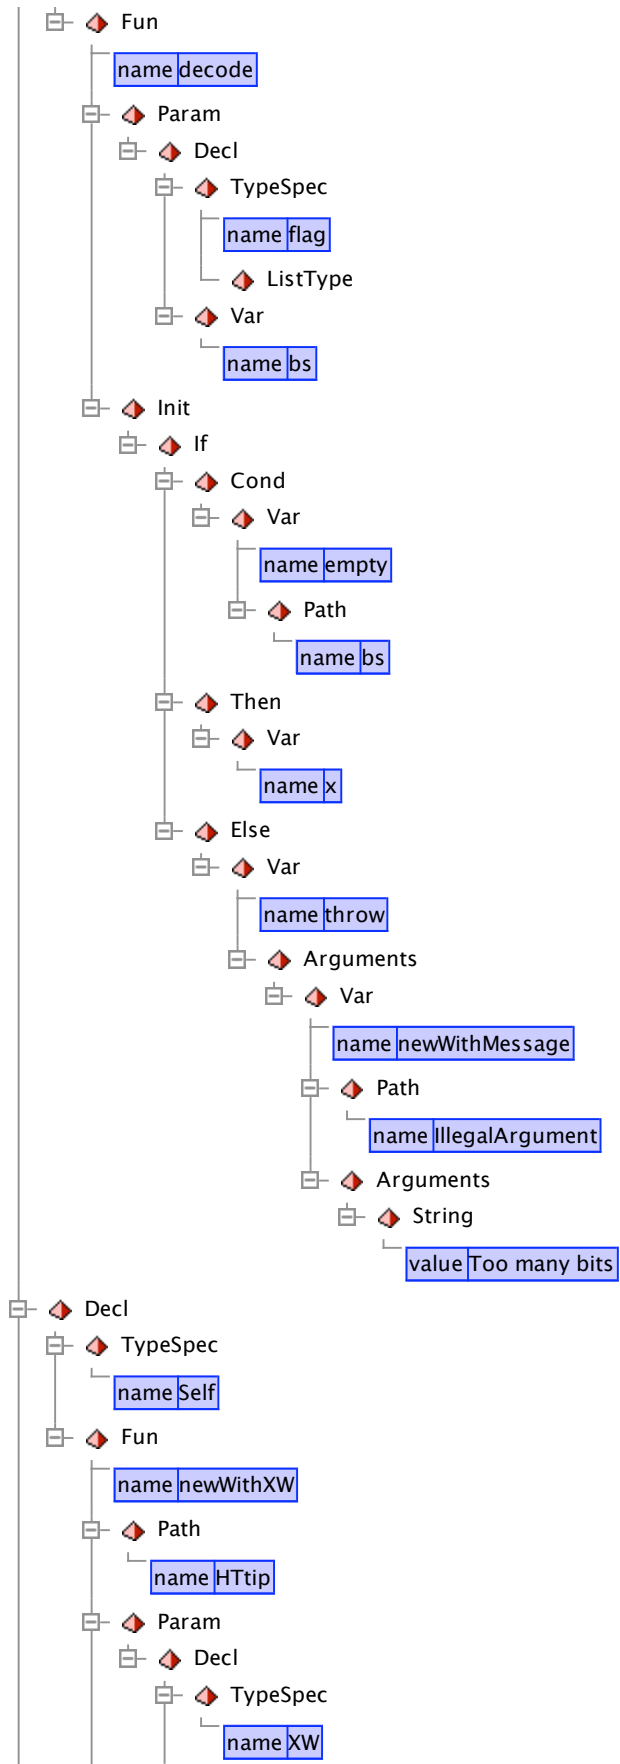 Fun
name decode
Param
Decl
TypeSpec
name flag
ListType
Var
name bs
Init
If
Cond
Var
name empty
Path
name bs
Then
Var
name x
Else
Var
name throw
Arguments
Var
name newWithMessage
Path
name IllegalArgument
Arguments
String
value Too many bits
Decl
TypeSpec
name Self
Fun
name newWithXW
Path
name HTtip
Param
Decl
TypeSpec
name XW